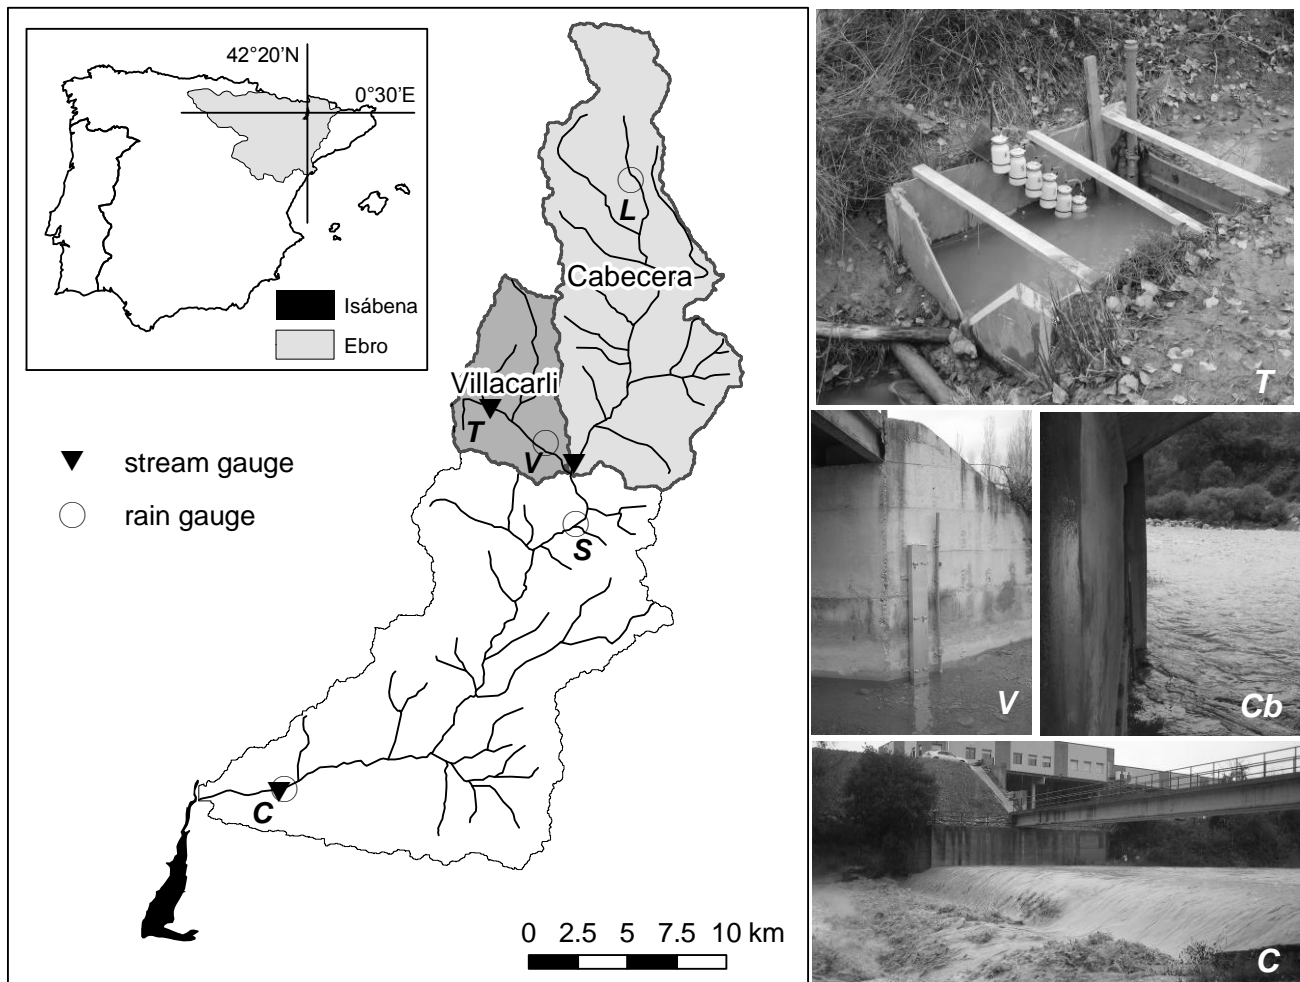 42°20'N
0°30'E
Isábena
Ebro
L
Cabecera
Villacarli
T
V
stream gauge
rain gauge
S
C
0 2.5 5 7.5 10 km
T
V
Cb
C